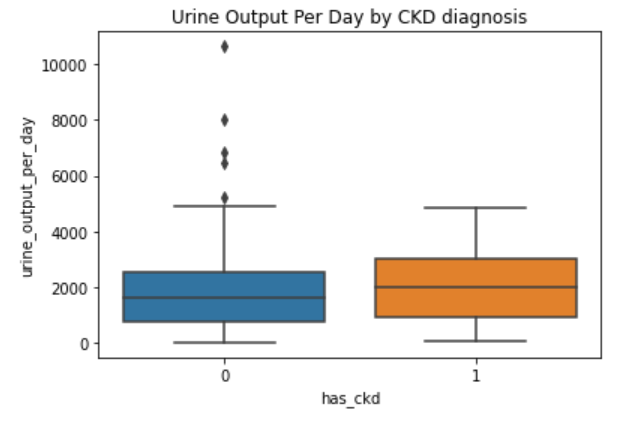 Urine Output Per Day by CKD diagnosis
urine_output_per_day
10000
8000
6000
4000
2000
0
0 1
has_ckd